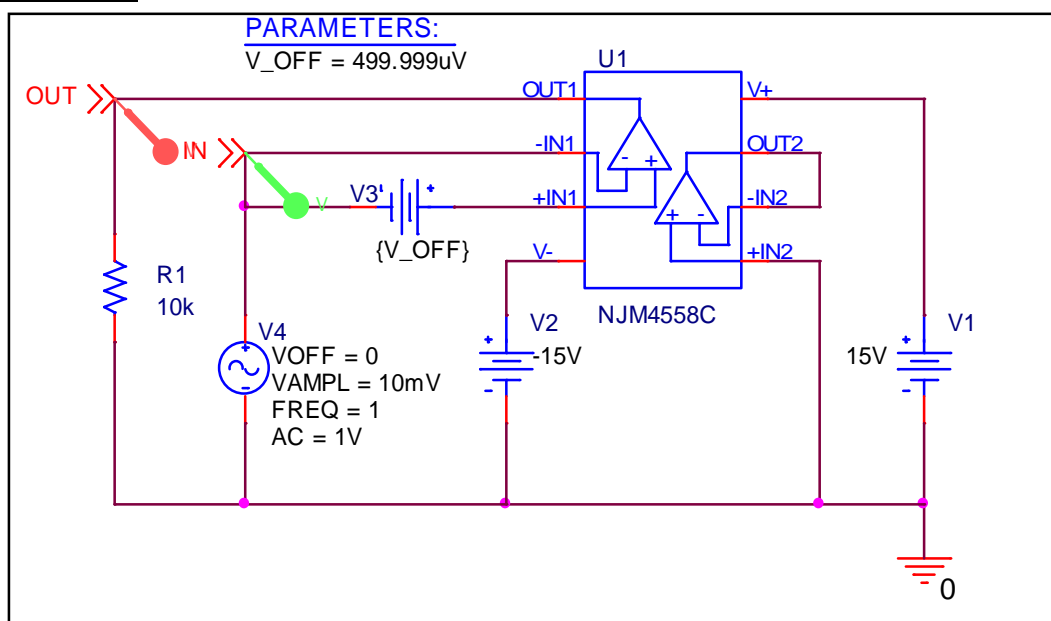 PARAMETERS:
V_OFF = 499.999uV
U1
OUT
OUT1
V+
IN
-IN1
OUT2
V3
V
+IN1
-IN2
{V_OFF}
V-
+IN2
R1
10k
NJM4558C
V4
VOFF = 0
VAMPL = 10mV
FREQ = 1
AC = 1V
V2
-15V
V1
15V
0